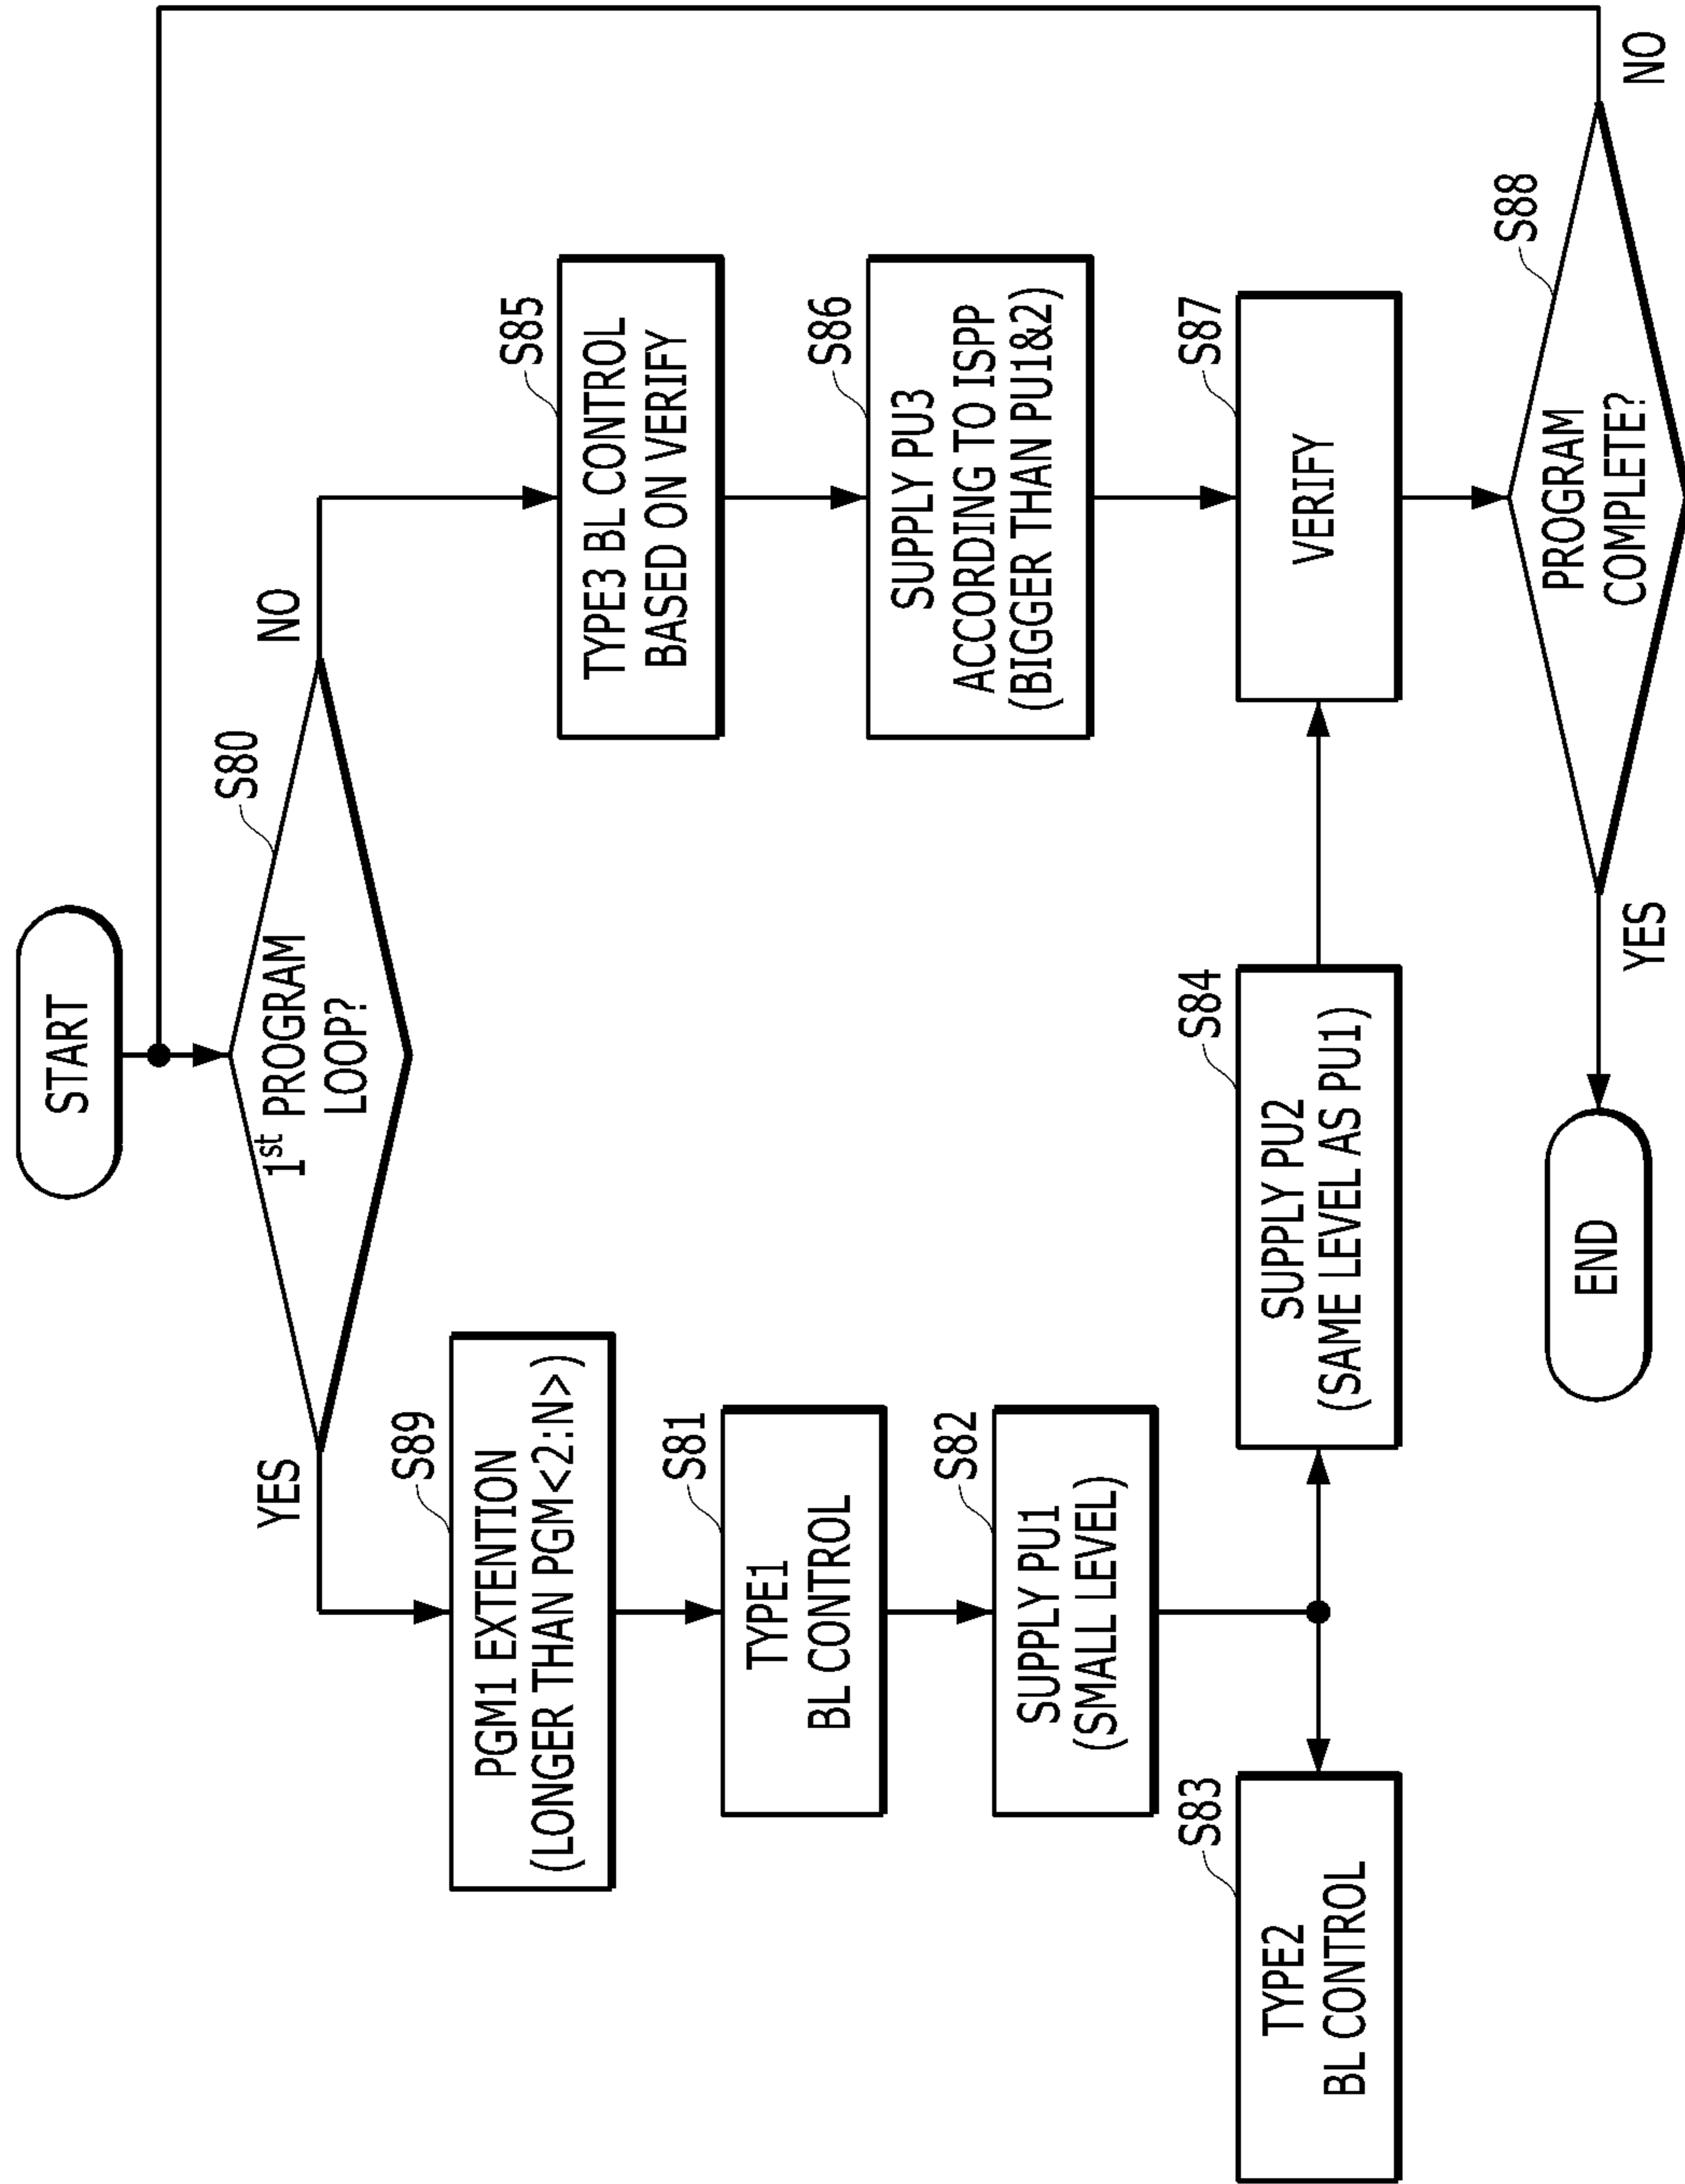 START
S80
1st PROGRAM
LOOP?
YES
NO
S89
PGM1 EXTENTION
(LONGER THAN PGM<2:N>)
S81
TYPE1
BL CONTROL
S82
SUPPLY PU1
(SMALL LEVEL)
S83
TYPE2
BL CONTROL
S84
SUPPLY PU2
(SAME LEVEL AS PU1)
S85
TYPE3 BL CONTROL
BASED ON VERIFY
S86
SUPPLY PU3
ACCORDING TO ISPP
(BIGGER THAN PU1&2)
S87
VERIFY
S88
PROGRAM
COMPLETE?
YES
NO
END